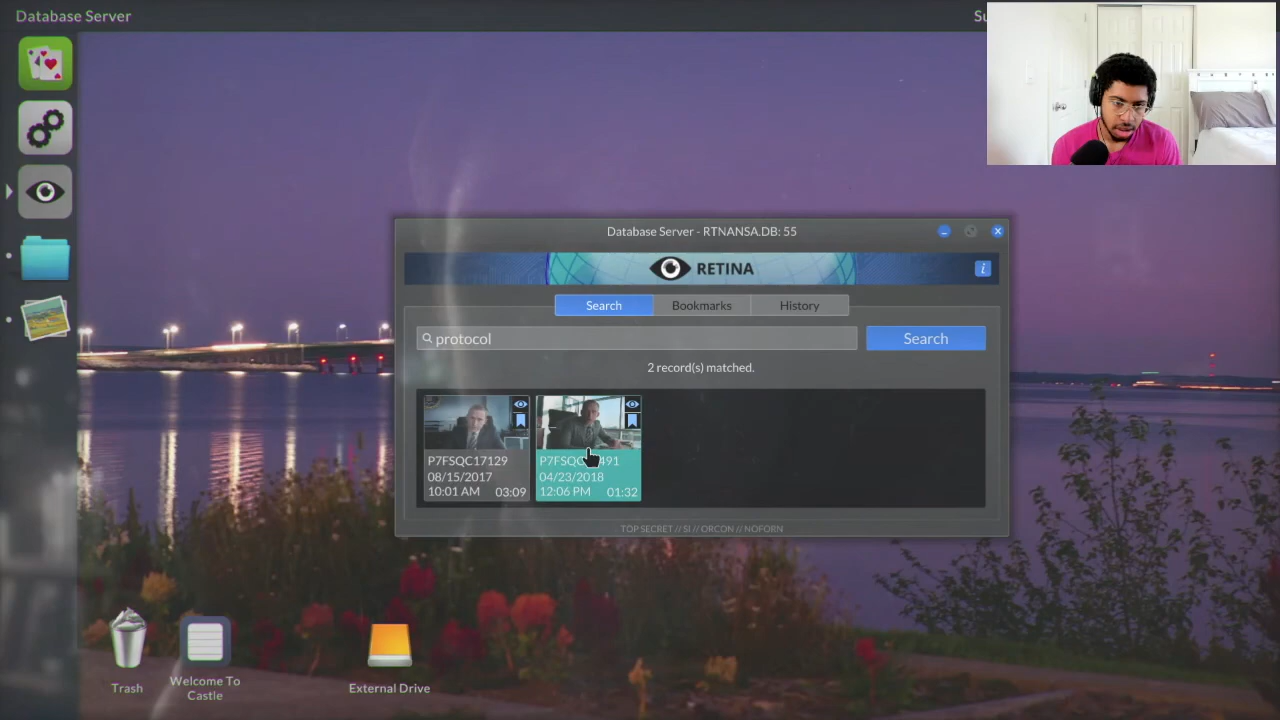 Database Server
Su
Database Server - RTNANSA.DB: 55
RETINA
i
Search
Bookmarks
History
protocol
Search
2 record(s) matched.
P7FSQC17129
08/15/2017
10:01 AM
03:09
04/23/2018
12:06 PM
01:32
TOP SECRET // SI // ORCON // NOFORN
Trash
Welcome To
Castle
External Drive